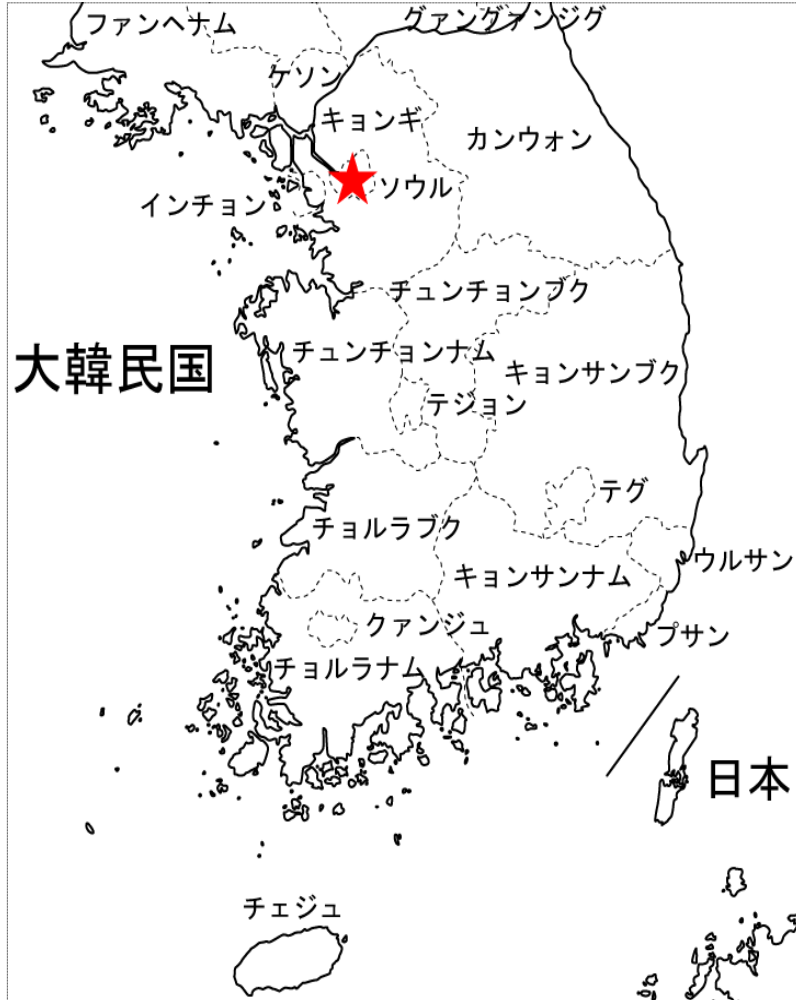 ファンヘナム
グァングァンジグ
ケソン
キョンギ
カンウォン
ソウル
インチョン
チュンチョンブク
チュンチョンナム
大韓民国
キョンサンブク
テジョン
テグ
チョルラブク
ウルサン
キョンサンナム
クァンジュ
プサン
チョルラナム
日本
チェジュ